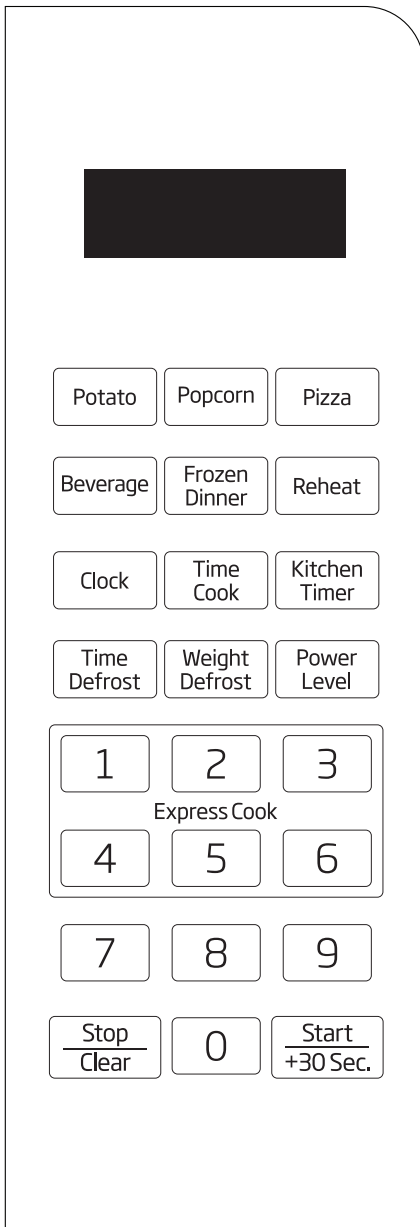 Potato Popcorn Pizza
Beverage Frozen Dinner Reheat
Clock Time Cook Kitchen Timer
Time Defrost Weight Defrost Power Level
1 2 3
Express Cook
4 5 6
7 8 9
Stop Clear 0 Start +30 Sec.